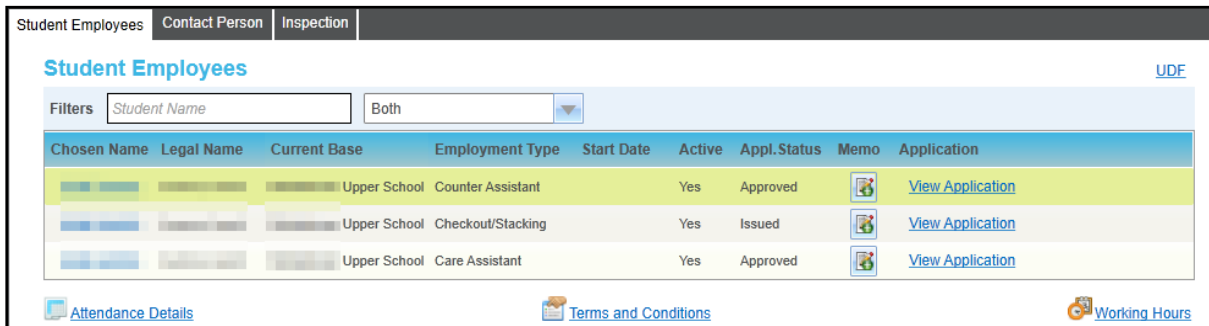 Student Employees Contact Person Inspection
Student Employees UDF
Filters Student Name Both
Chosen Name Legal Name Current Base Employment Type Start Date Active Appl.Status Memo Application
Upper School Counter Assistant Yes Approved View Application
Upper School Checkout/Stacking Yes Issued View Application
Upper School Care Assistant Yes Approved View Application
Attendance Details Terms and Conditions Working Hours